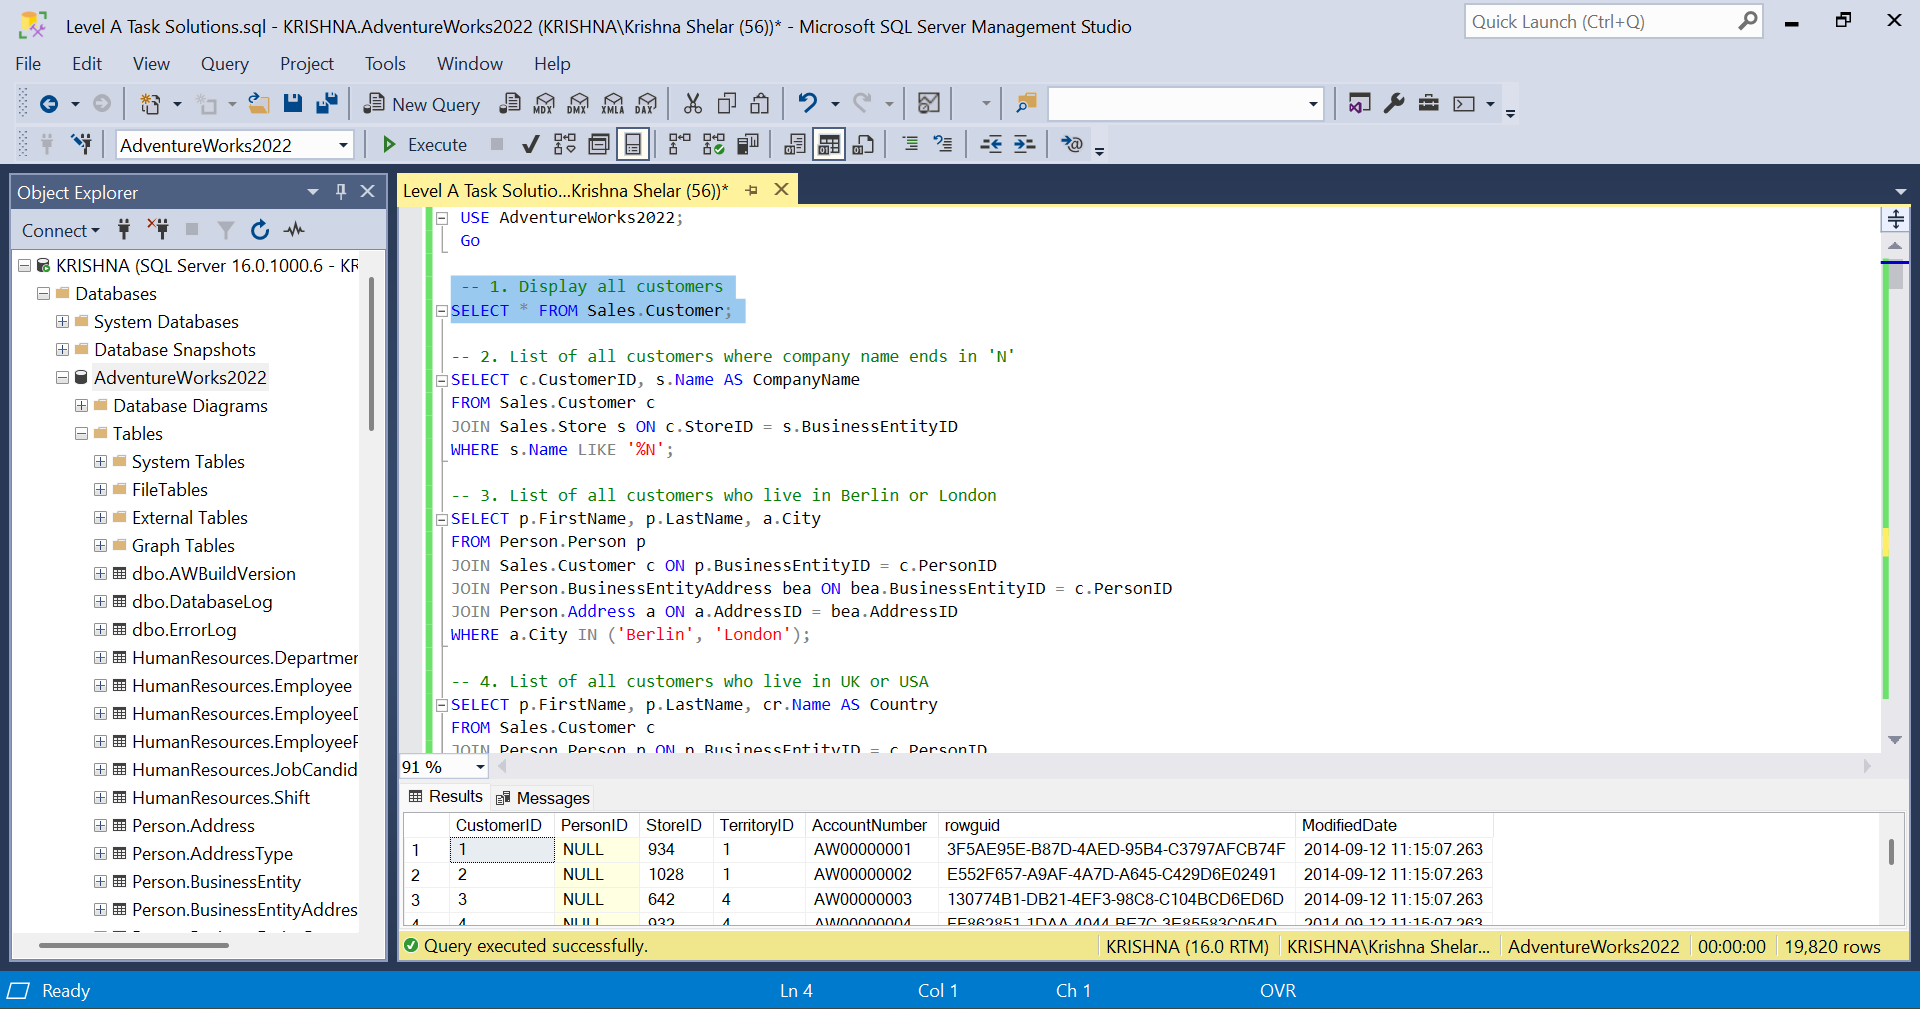 Level A Task Solutions.sql - KRISHNA.AdventureWorks2022 (KRISHNA\Krishna Shelar (56))* - Microsoft SQL Server Management Studio
Quick Launch (Ctrl+Q)
File Edit View Query Project Tools Window Help
New Query MDX DMX XMLA DAX
AdventureWorks2022 Execute
Object Explorer
Connect
KRISHNA (SQL Server 16.0.1000.6 - KR
Databases
System Databases
Database Snapshots
AdventureWorks2022
Database Diagrams
Tables
System Tables
FileTables
External Tables
Graph Tables
dbo.AWBuildVersion
dbo.DatabaseLog
dbo.ErrorLog
HumanResources.Departmer
HumanResources.Employee
HumanResources.EmployeeD
HumanResources.EmployeeF
HumanResources.JobCandid
HumanResources.Shift
Person.Address
Person.AddressType
Person.BusinessEntity
Person.BusinessEntityAddres
Level A Task Solutio...Krishna Shelar (56))*
USE AdventureWorks2022;
Go
-- 1. Display all customers
SELECT * FROM Sales.Customer;
-- 2. List of all customers where company name ends in 'N'
SELECT c.CustomerID, s.Name AS CompanyName
FROM Sales.Customer c
JOIN Sales.Store s ON c.StoreID = s.BusinessEntityID
WHERE s.Name LIKE '%N';
-- 3. List of all customers who live in Berlin or London
SELECT p.FirstName, p.LastName, a.City
FROM Person.Person p
JOIN Sales.Customer c ON p.BusinessEntityID = c.PersonID
JOIN Person.BusinessEntityAddress bea ON bea.BusinessEntityID = c.PersonID
JOIN Person.Address a ON a.AddressID = bea.AddressID
WHERE a.City IN ('Berlin', 'London');
-- 4. List of all customers who live in UK or USA
SELECT p.FirstName, p.LastName, cr.Name AS Country
FROM Sales.Customer c
JOIN Person.Person p ON p.BusinessEntityID = c.PersonID
91 %
Results Messages
CustomerID PersonID StoreID TerritoryID AccountNumber rowguid ModifiedDate
1 1 NULL 934 1 AW00000001 3F5AE95E-B87D-4AED-95B4-C3797AFCB74F 2014-09-12 11:15:07.263
2 2 NULL 1028 1 AW00000002 E552F657-A9AF-4A7D-A645-C429D6E02491 2014-09-12 11:15:07.263
3 3 NULL 642 4 AW00000003 130774B1-DB21-4EF3-98C8-C104BCD6ED6D 2014-09-12 11:15:07.263
4 4 NULL 932 4 AW00000004 FF862851-1DAA-4044-BE7C-3E85583C054D 2014-09-12 11:15:07.263
Query executed successfully. KRISHNA (16.0 RTM) KRISHNA\Krishna Shelar... AdventureWorks2022 00:00:00 19,820 rows
Ready Ln 4 Col 1 Ch 1 OVR